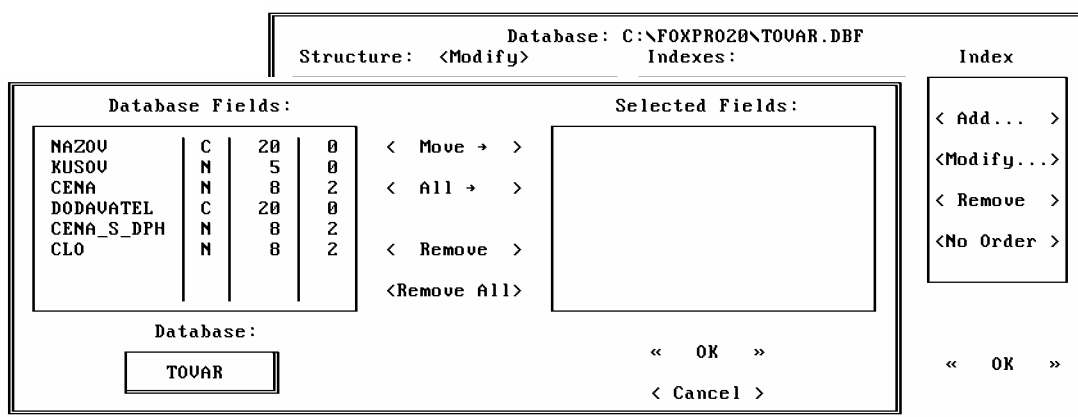 Database: C:\FOXPRO20\TOVAR.DBF
Structure: <Modify> Indexes: Index
Database Fields: Selected Fields:
NAZOV C 20 0
KUSOV N 5 0
CENA N 8 2
DODAVATEL C 20 0
CENA_S_DPH N 8 2
CLO N 8 2
< Move → >
< All → >
< Remove >
<Remove All>
Database:
TOVAR
« OK »
< Cancel >
< Add... >
<Modify...>
< Remove >
<No Order >
« OK »